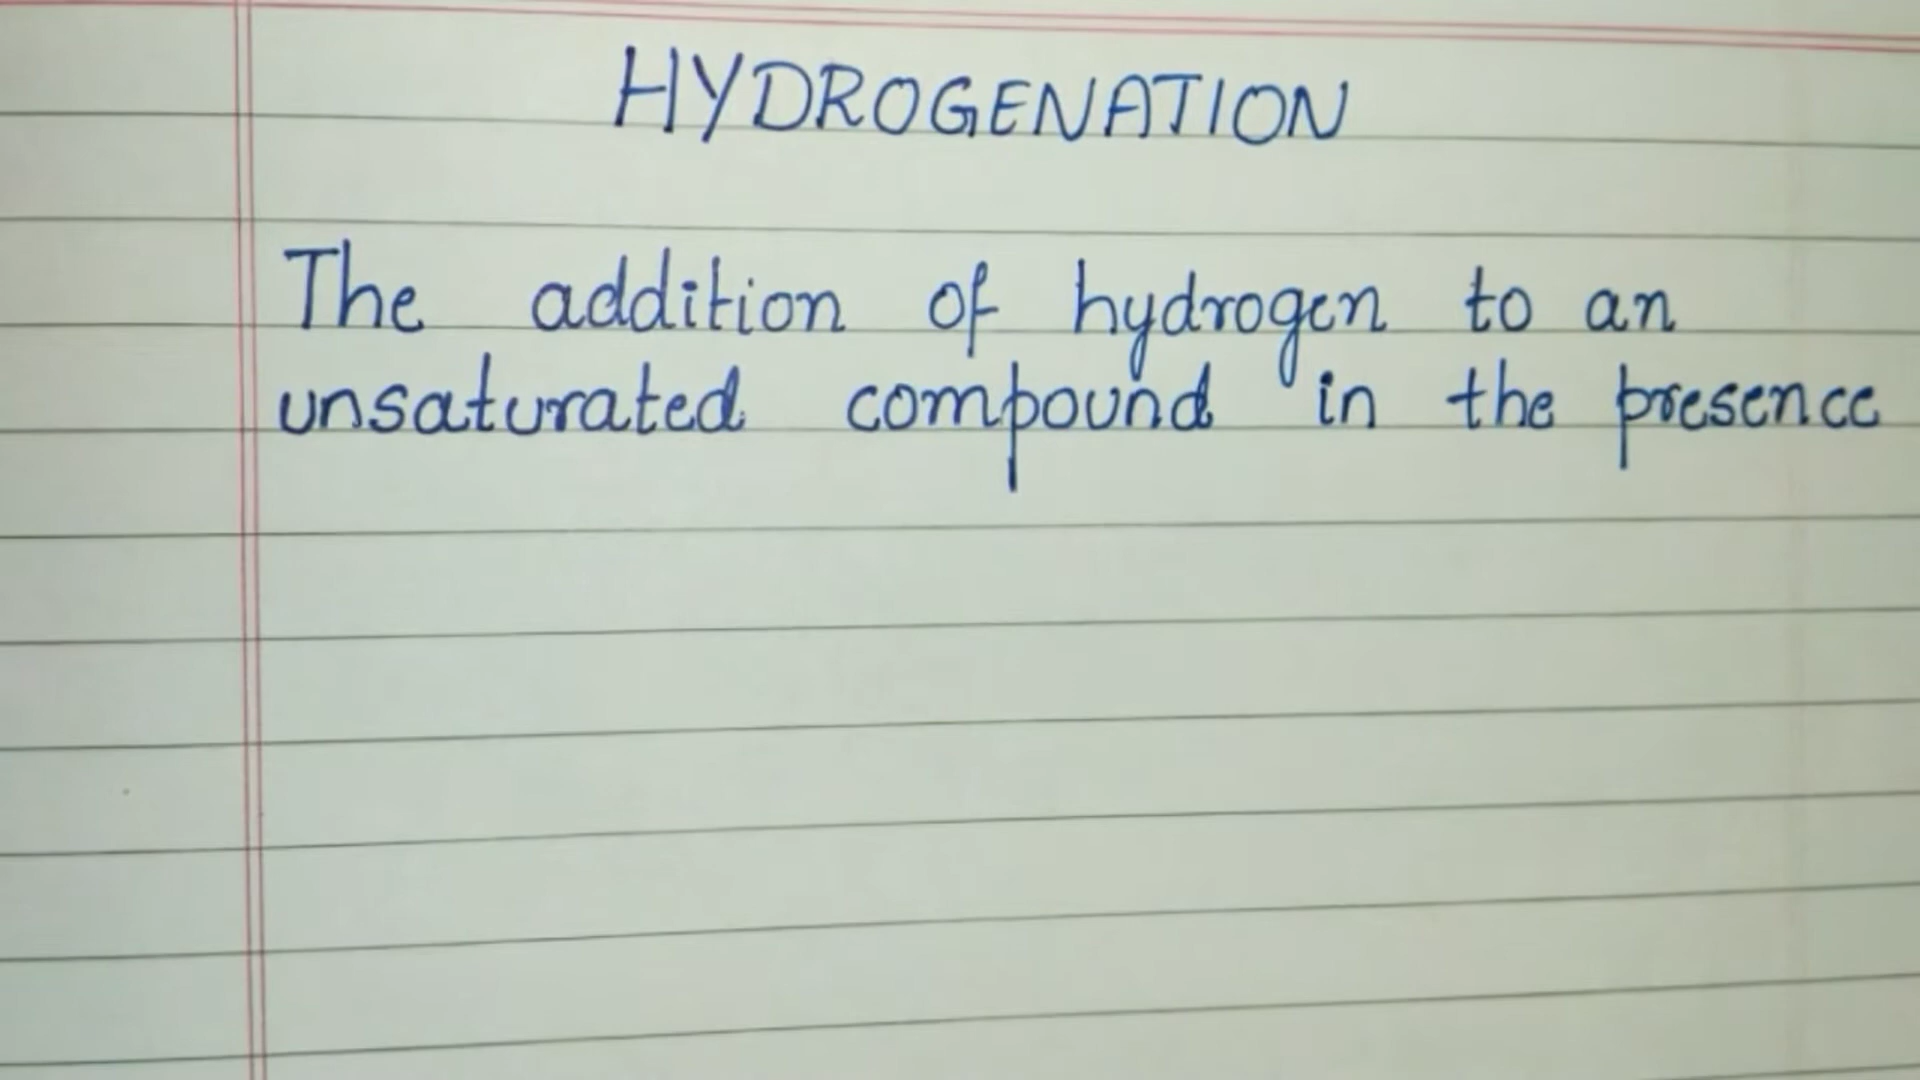 HYDROGENATION
The addition of hydrogen to an
unsaturated compound in the presence